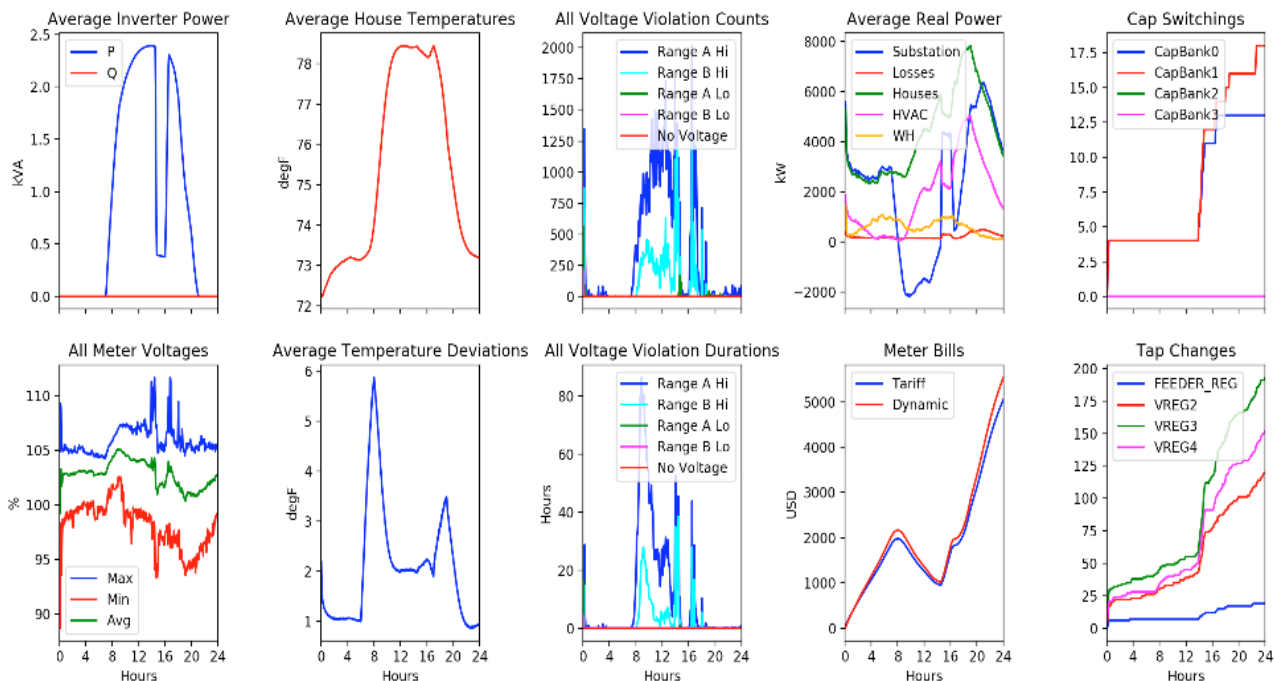 Average Inverter Power
2.5
2.0
1.5
1.0
0.5
0.0
kVA
P
Q
Average House Temperatures
78
77
76
75
74
73
72
degF
All Voltage Violation Counts
2000
1750
1500
1250
1000
750
500
250
0
Range A Hi
Range B Hi
Range A Lo
Range B Lo
No Voltage
Average Real Power
8000
6000
4000
2000
0
−2000
kW
Substation
Losses
Houses
HVAC
WH
Cap Switchings
17.5
15.0
12.5
10.0
7.5
5.0
2.5
0.0
CapBank0
CapBank1
CapBank2
CapBank3
All Meter Voltages
110
105
100
95
90
%
Max
Min
Avg
0 4 8 12 16 20 24
Hours
Average Temperature Deviations
6
5
4
3
2
1
degF
0 4 8 12 16 20 24
Hours
All Voltage Violation Durations
80
60
40
20
0
Hours
Range A Hi
Range B Hi
Range A Lo
Range B Lo
No Voltage
0 4 8 12 16 20 24
Hours
Meter Bills
5000
4000
3000
2000
1000
0
USD
Tariff
Dynamic
0 4 8 12 16 20 24
Hours
Tap Changes
200
175
150
125
100
75
50
25
0
FEEDER_REG
VREG2
VREG3
VREG4
0 4 8 12 16 20 24
Hours